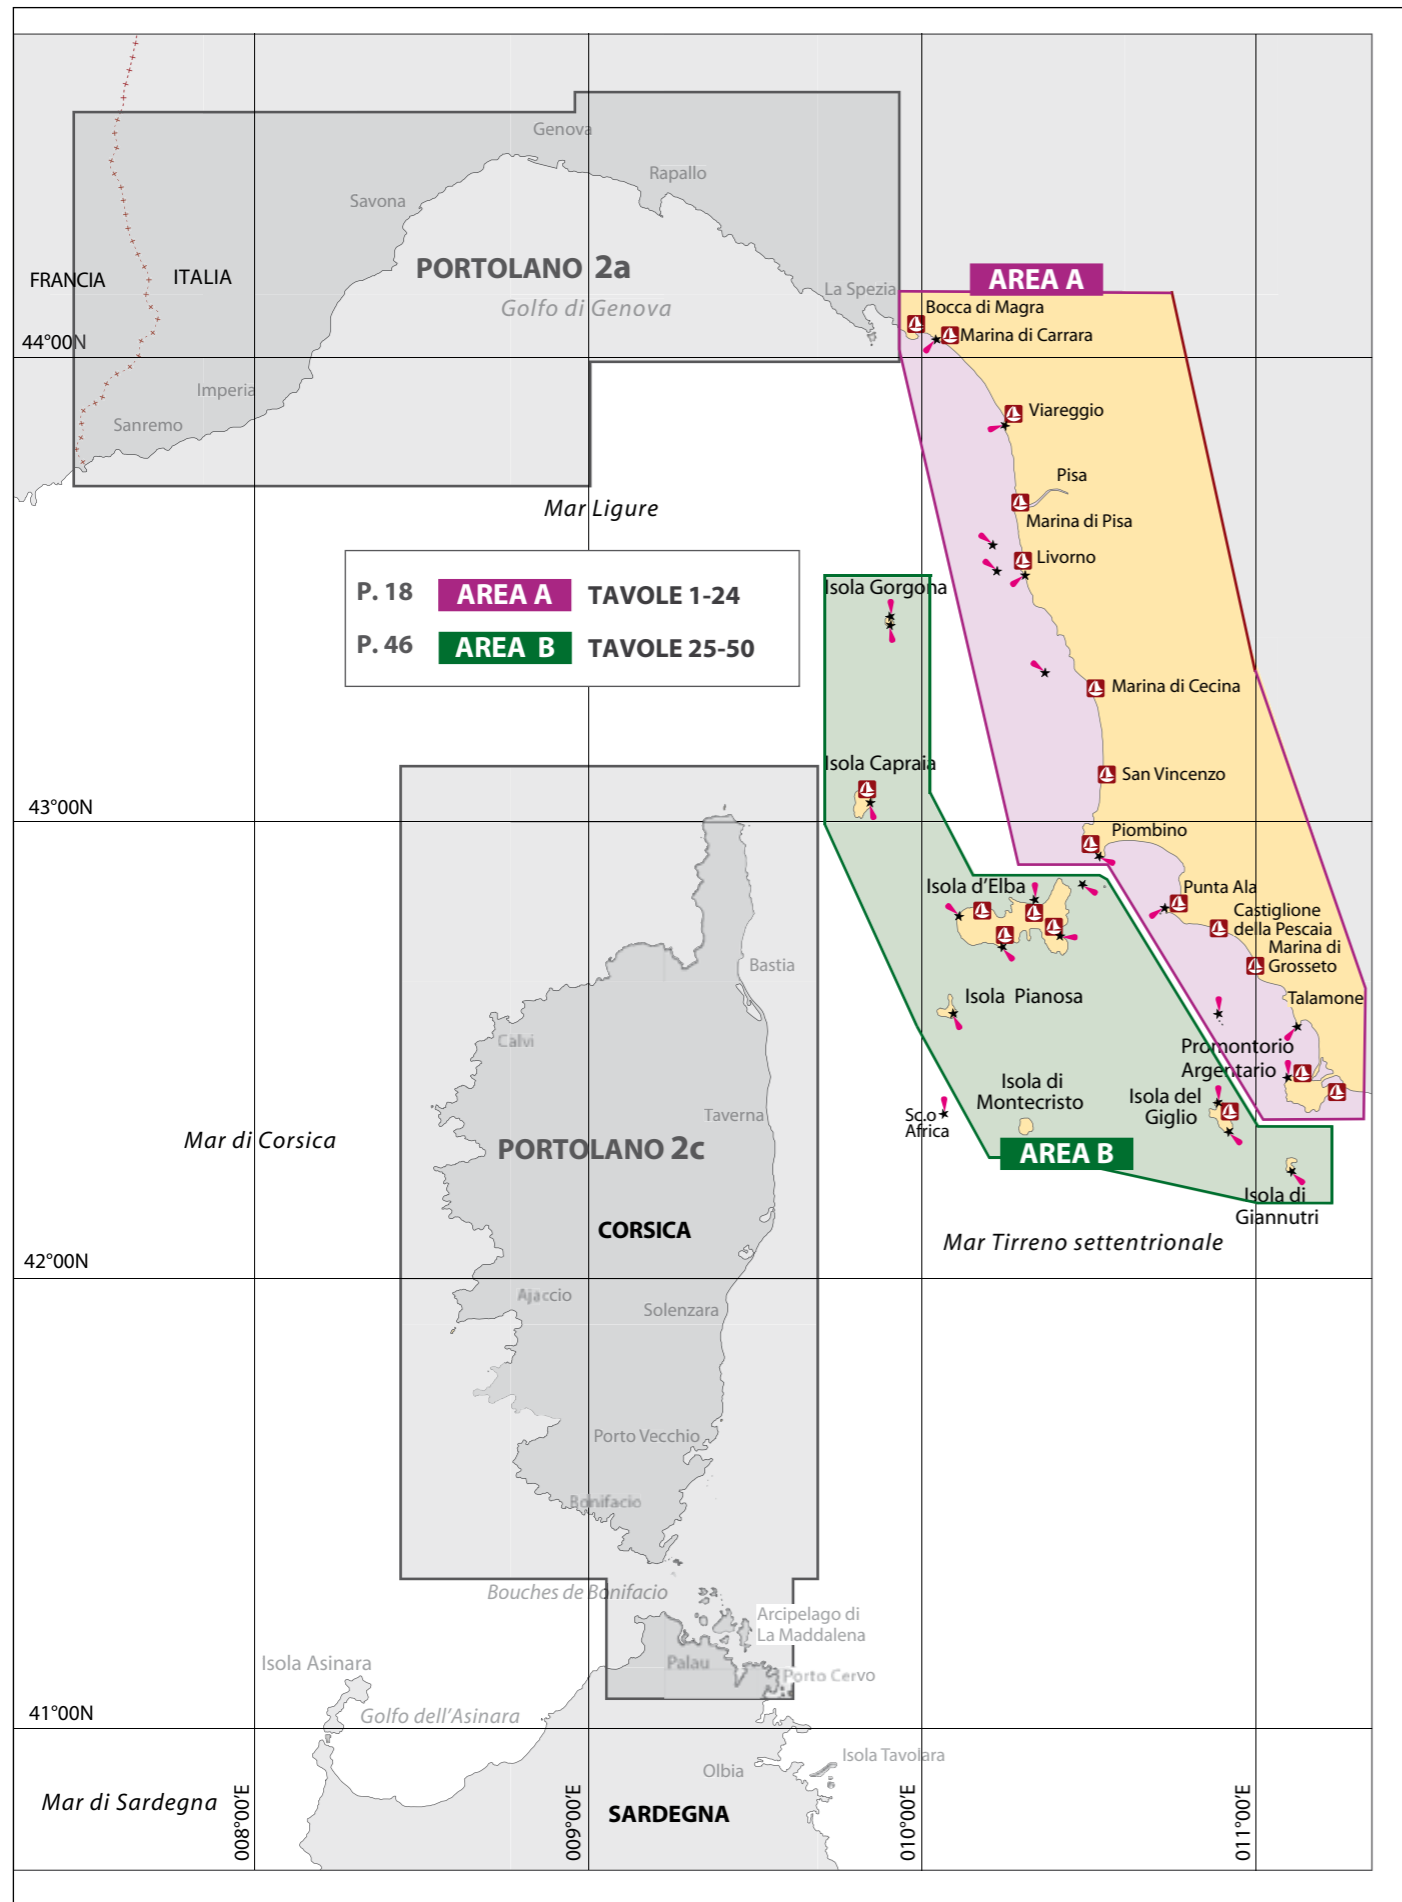 Genova
Rapallo
Savona
PORTOLANO 2a
FRANCIA
ITALIA
AREA A
La Spezia
Golfo di Genova
Bocca di Magra
Marina di Carrara
44°00N
Imperia
Viareggio
Sanremo
Pisa
Mar Ligure
Marina di Pisa
Livorno
P. 18 AREA A TAVOLE 1-24
Isola Gorgona
P. 46 AREA B TAVOLE 25-50
Marina di Cecina
Isola Capraia
San Vincenzo
43°00N
Piombino
Isola d'Elba
Punta Ala
Castiglione
della Pescaia
Marina di
Grosseto
Bastia
Isola Pianosa
Talamone
Calvi
Promontorio
Argentario
Isola di
Montecristo
Isola del
Giglio
Taverna
Sc.o
Africa
Mar di Corsica
PORTOLANO 2c
AREA B
Isola di
Giannutri
CORSICA
Mar Tirreno settentrionale
42°00N
Ajaccio
Solenzara
Porto Vecchio
Bonifacio
Bouches de Bonifacio
Arcipelago di
La Maddalena
Isola Asinara
Palau
Porto Cervo
Golfo dell'Asinara
41°00N
Isola Tavolara
Olbia
Mar di Sardegna
SARDEGNA
008°00'E
009°00'E
010°00'E
011°00'E